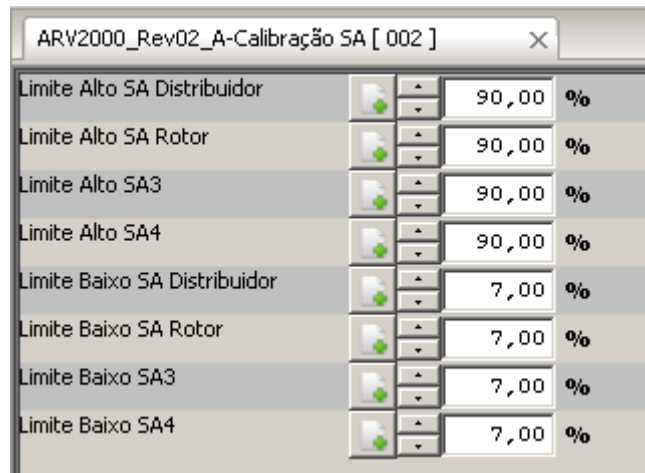 ARV2000_Rev02_A-Calibração SA [ 002 ]
Limite Alto SA Distribuidor 90,00 %
Limite Alto SA Rotor 90,00 %
Limite Alto SA3 90,00 %
Limite Alto SA4 90,00 %
Limite Baixo SA Distribuidor 7,00 %
Limite Baixo SA Rotor 7,00 %
Limite Baixo SA3 7,00 %
Limite Baixo SA4 7,00 %